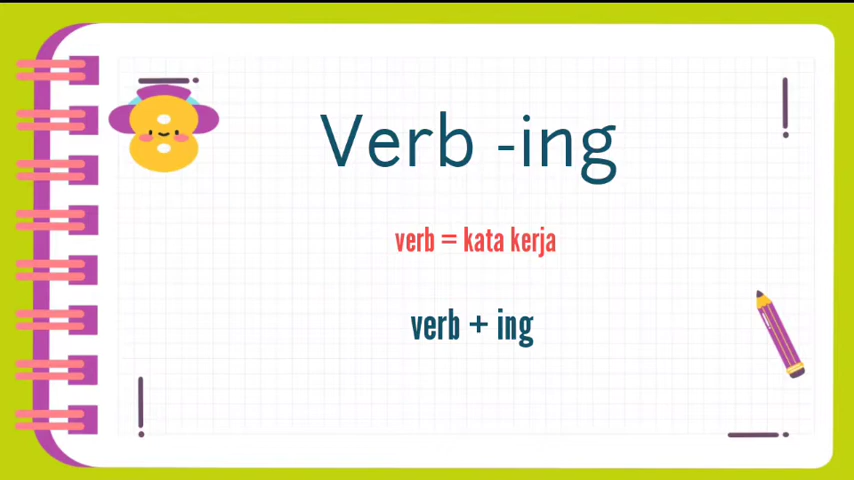 Verb -ing
verb = kata kerja
verb + ing